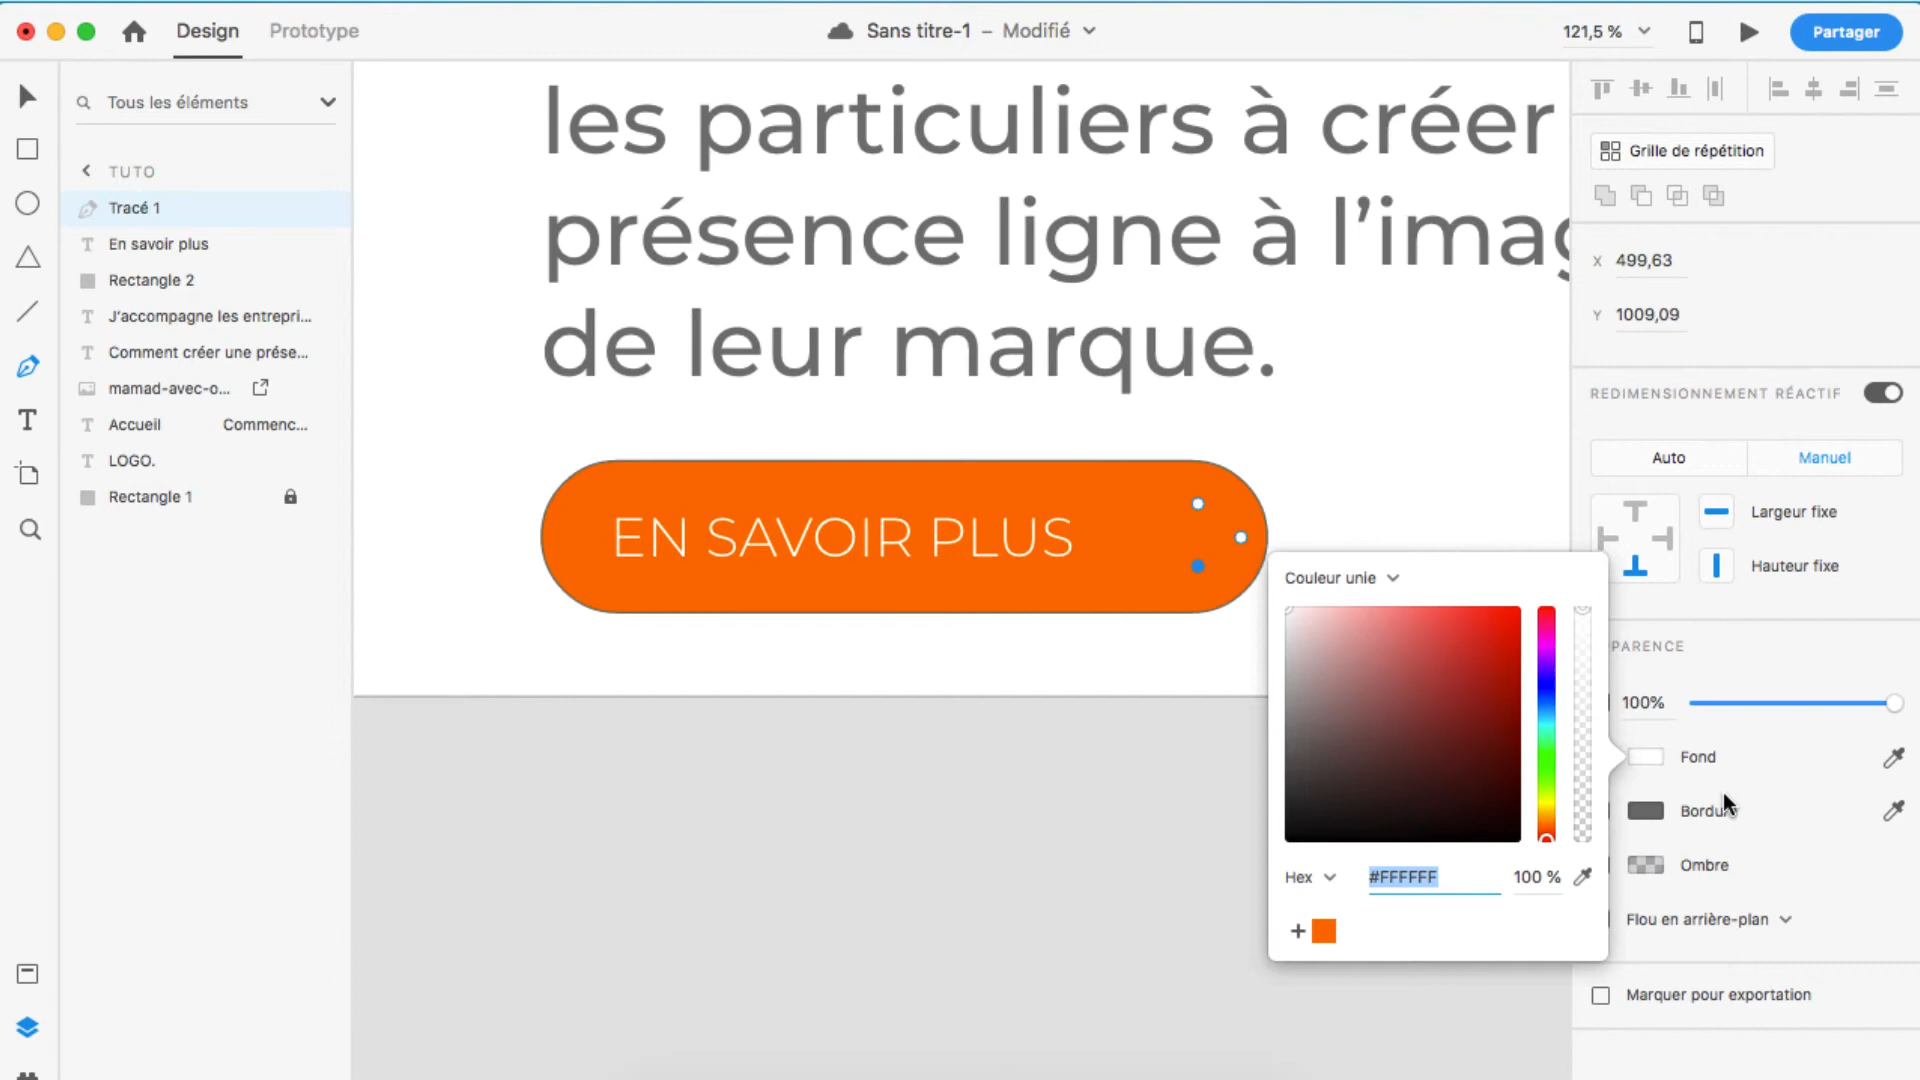 Design
Prototype
Sans titre-1 – Modifié
121,5 %
Partager
Tous les éléments
TUTO
Tracé 1
En savoir plus
Rectangle 2
J'accompagne les entrepri...
Comment créer une prése...
mamad-avec-o...
Accueil Commenc...
LOGO.
Rectangle 1
les particuliers à créer
présence ligne à l’imag
de leur marque.
EN SAVOIR PLUS
Grille de répétition
X 499,63
Y 1009,09
REDIMENSIONNEMENT RÉACTIF
Auto
Manuel
Largeur fixe
Hauteur fixe
PARENCE
100%
Fond
Bordu
Ombre
Flou en arrière-plan
Marquer pour exportation
Couleur unie
Hex
#FFFFFF
100 %